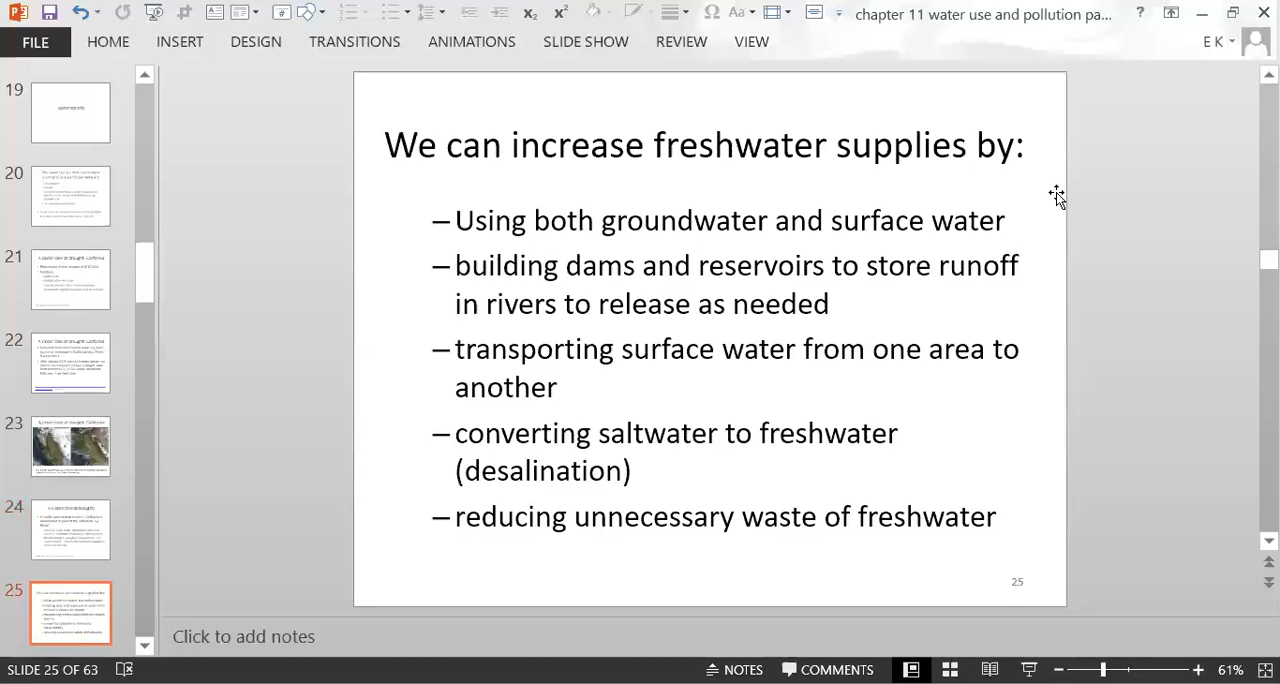 chapter 11 water use and pollution pa...
?
FILE
HOME
INSERT
DESIGN
TRANSITIONS
ANIMATIONS
SLIDE SHOW
REVIEW
VIEW
E K
19
20
21
22
23
24
25
We can increase freshwater supplies by:
– Using both groundwater and surface water
– building dams and reservoirs to store runoff
in rivers to release as needed
– transporting surface water from one area to
another
– converting saltwater to freshwater
(desalination)
– reducing unnecessary waste of freshwater
25
Click to add notes
SLIDE 25 OF 63
NOTES
COMMENTS
61%